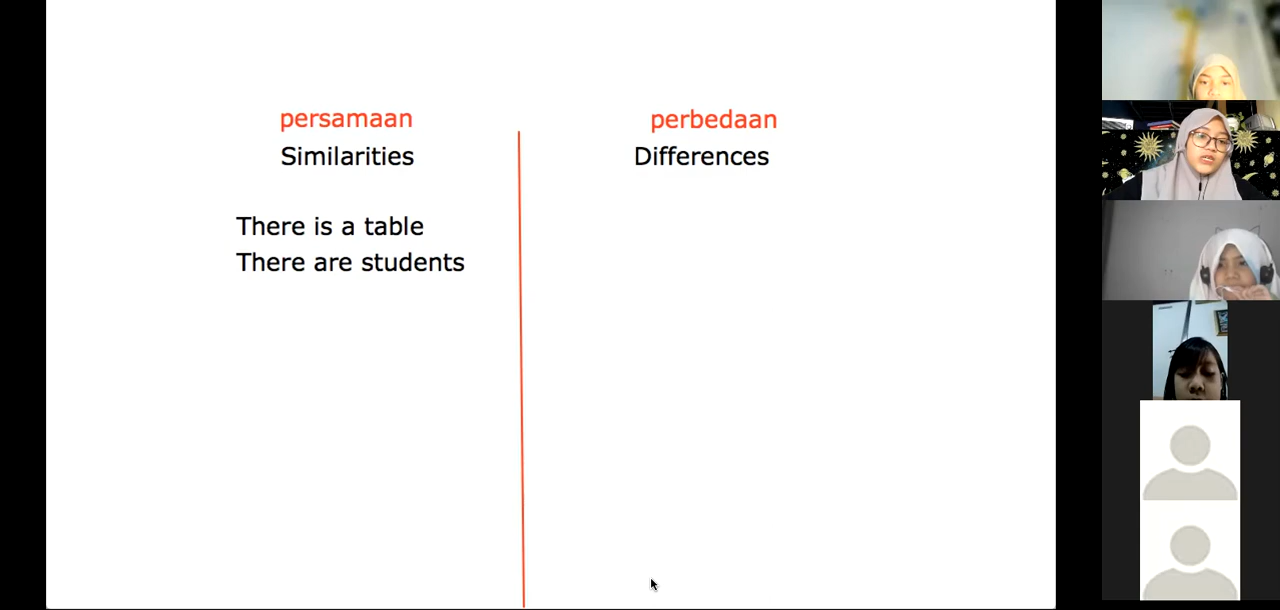 persamaan
Similarities
There is a table
There are students
perbedaan
Differences